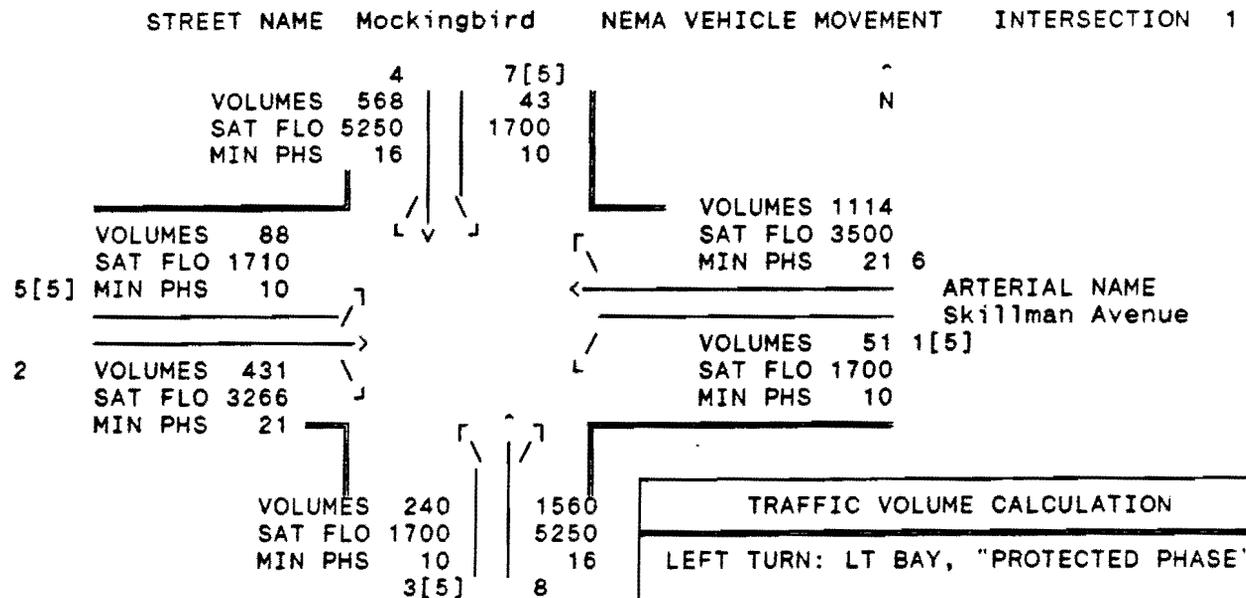 STREET NAME Mockingbird NEMA VEHICLE MOVEMENT INTERSECTION 1
4 7[5] ^
VOLUMES 568 43 N
SAT FLO 5250 1700
MIN PHS 16 10
VOLUMES 1114
VOLUMES 88 SAT FLO 3500
SAT FLO 1710 MIN PHS 21 6
5[5] MIN PHS 10 ARTERIAL NAME
Skillman Avenue
VOLUMES 51 1[5]
2 VOLUMES 431 SAT FLO 1700
SAT FLO 3266 MIN PHS 10
MIN PHS 21
VOLUMES 240 1560 TRAFFIC VOLUME CALCULATION
SAT FLO 1700 5250
MIN PHS 10 16 LEFT TURN: LT BAY, "PROTECTED PHASE"
3[5] 8